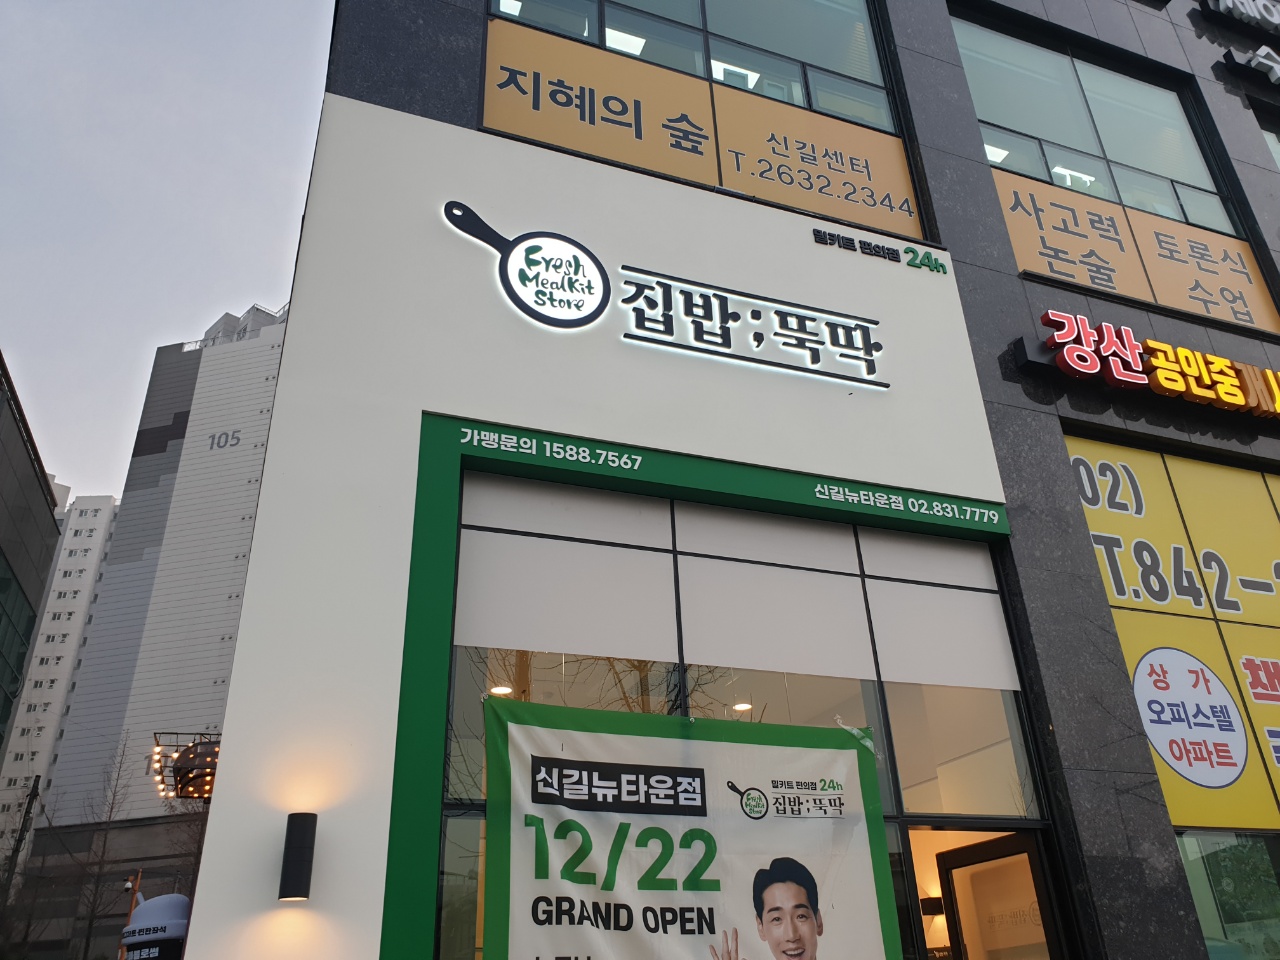 지혜의 숲
신길센터
T.2632.2344
사고력
논술
토론식
수업
밀키트 편의점 24h
Fresh
MealKit
Store
집밥;뚝딱
강산 공인중개사
가맹문의 1588.7567
신길뉴타운점 02.831.7779
105
02)
T.842-
상가
오피스텔
아파트
신길뉴타운점
밀키트 편의점 24h
Fresh
MealKit
Store
집밥;뚝딱
12/22
GRAND OPEN